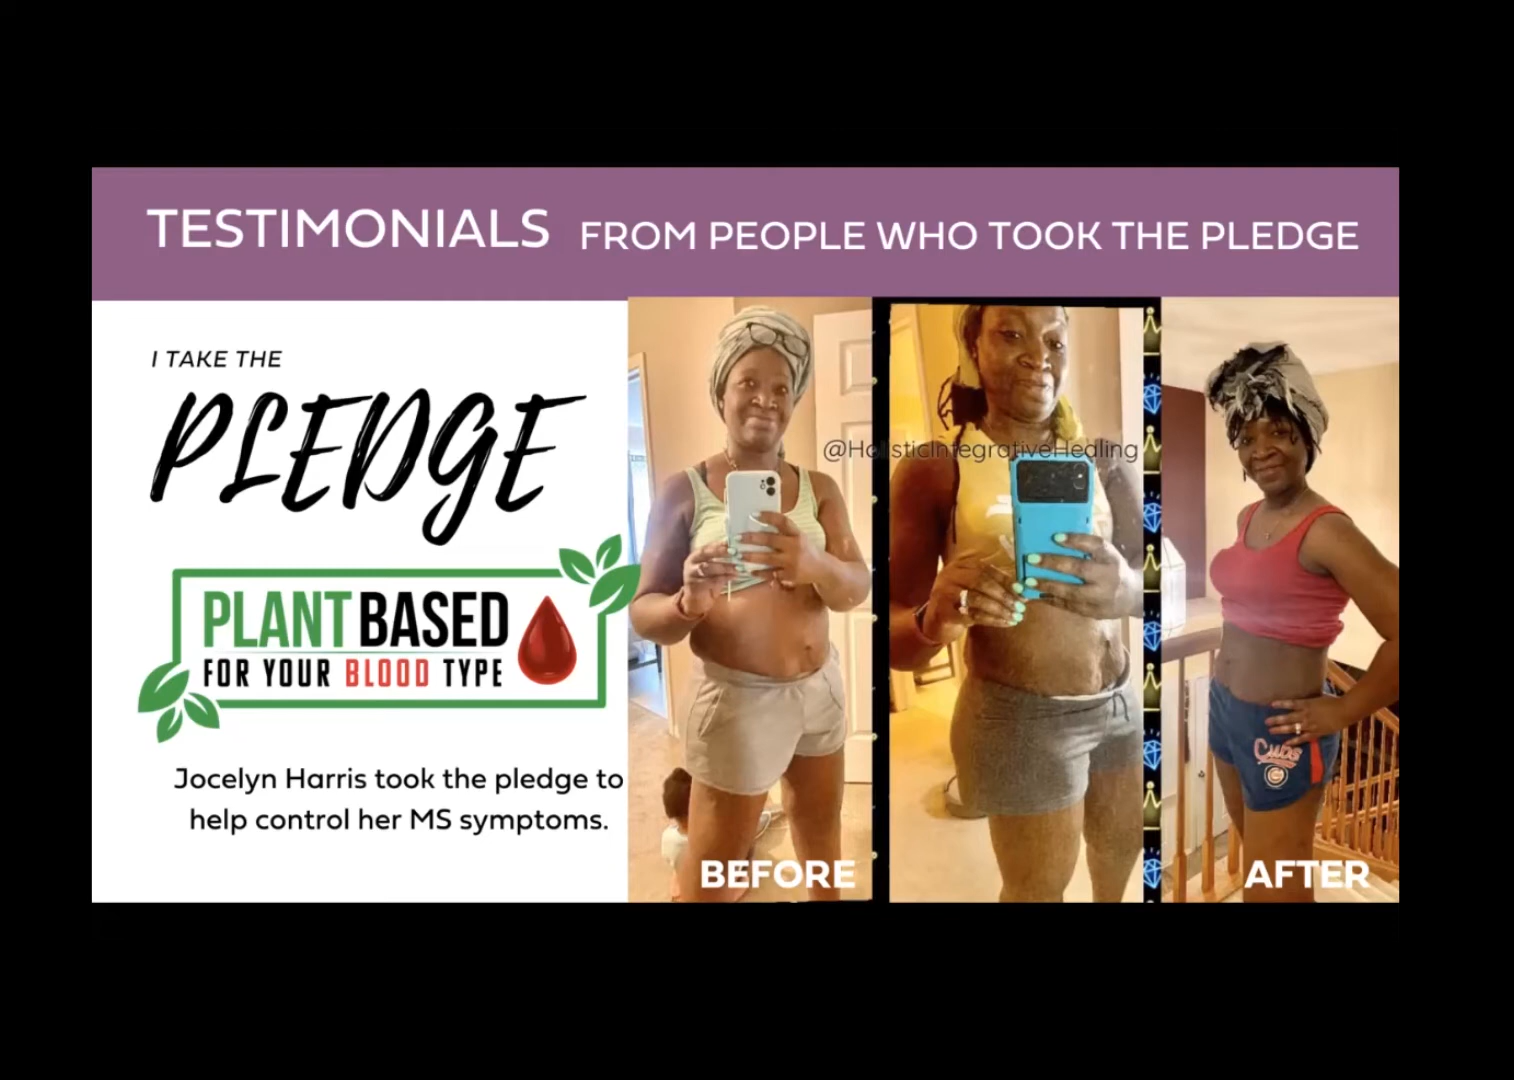 TESTIMONIALS FROM PEOPLE WHO TOOK THE PLEDGE
I TAKE THE
PLEDGE
PLANT BASED
FOR YOUR BLOOD TYPE
Jocelyn Harris took the pledge to
help control her MS symptoms.
@HolisticIntegrativeHealing
BEFORE
AFTER
CUBS